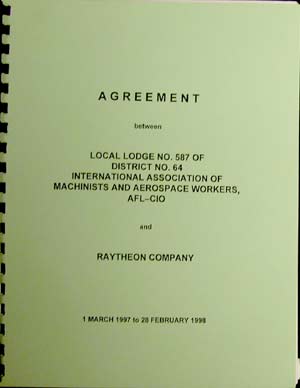 AGREEMENT
between
LOCAL LODGE NO. 587 OF
DISTRICT NO. 64
INTERNATIONAL ASSOCIATION OF
MACHINISTS AND AEROSPACE WORKERS,
AFL–CIO
and
RAYTHEON COMPANY
1 MARCH 1997 to 28 FEBRUARY 1998